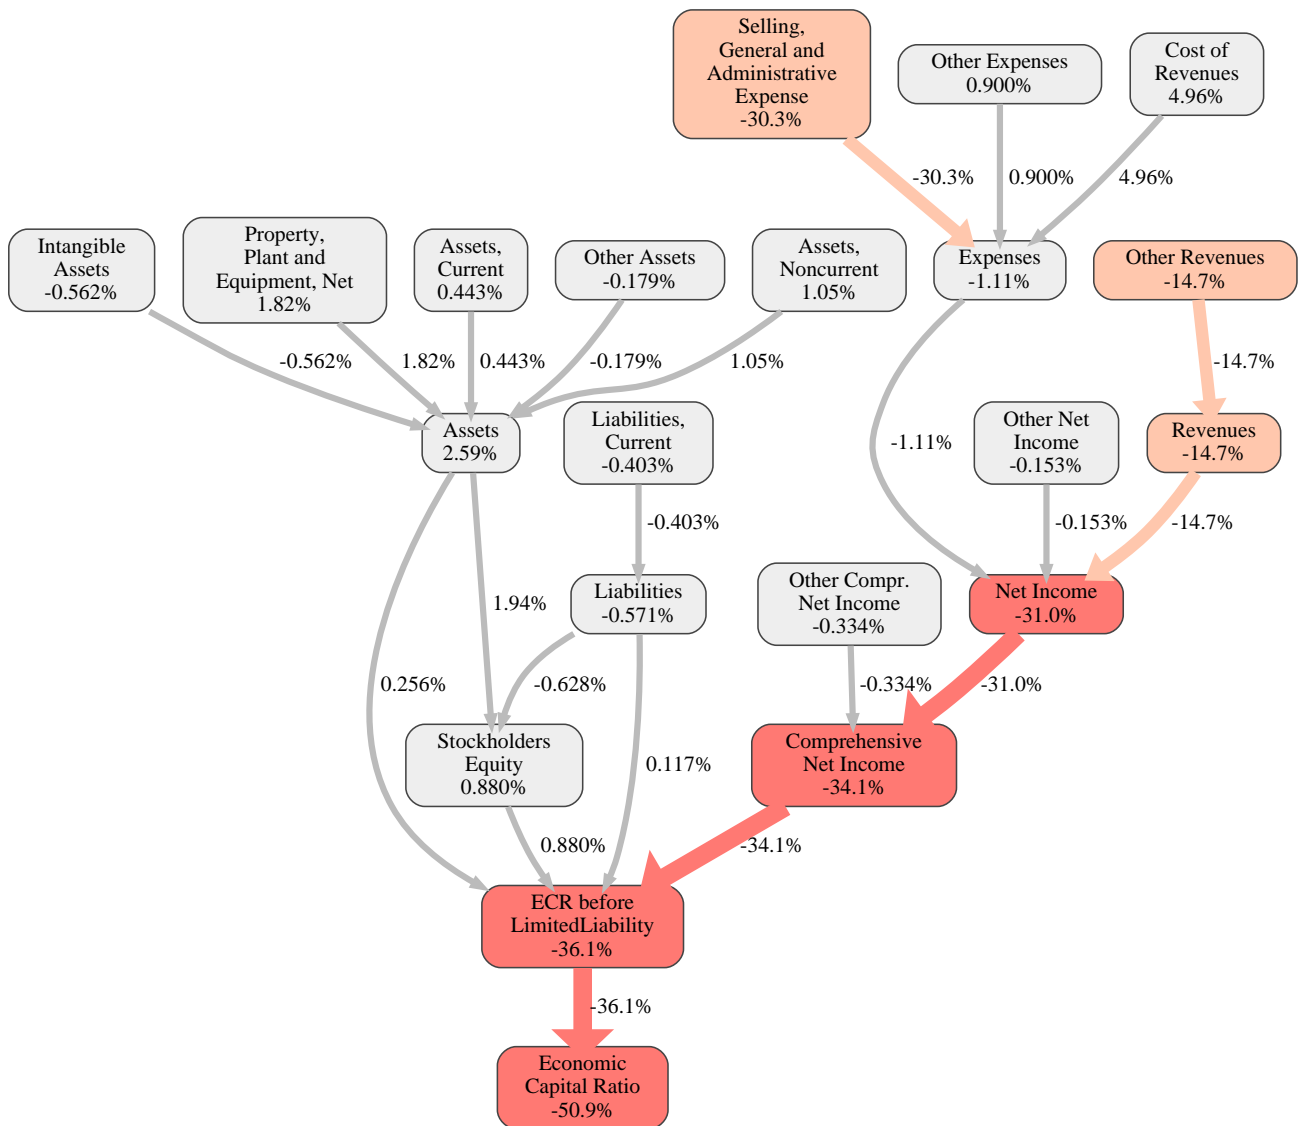 Selling,
General and
Administrative
Expense
-30.3%
Other Expenses
0.900%
Cost of
Revenues
4.96%
-30.3%
0.900%
4.96%
Intangible
Assets
-0.562%
Property,
Plant and
Equipment, Net
1.82%
Assets,
Current
0.443%
Other Assets
-0.179%
Assets,
Noncurrent
1.05%
Expenses
-1.11%
Other Revenues
-14.7%
-0.562%
1.82%
0.443%
-0.179%
1.05%
-14.7%
Assets
2.59%
Liabilities,
Current
-0.403%
-1.11%
Other Net
Income
-0.153%
Revenues
-14.7%
-0.403%
-0.153%
-14.7%
1.94%
Liabilities
-0.571%
Other Compr.
Net Income
-0.334%
Net Income
-31.0%
0.256%
-0.628%
-0.334%
-31.0%
Stockholders
Equity
0.880%
0.117%
Comprehensive
Net Income
-34.1%
0.880%
-34.1%
ECR before
LimitedLiability
-36.1%
-36.1%
Economic
Capital Ratio
-50.9%